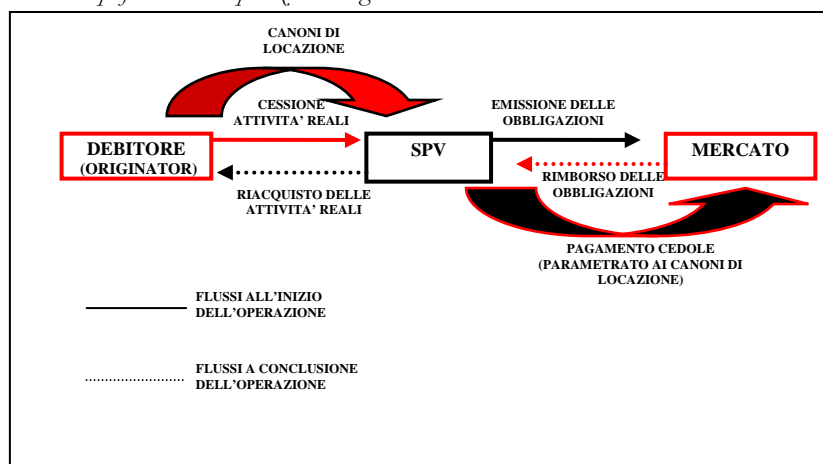 CANONI DI
LOCAZIONE
CESSIONE
ATTIVITA' REALI
EMISSIONE DELLE
OBBLIGAZIONI
DEBITORE
(ORIGINATOR)
SPV
MERCATO
RIACQUISTO DELLE
ATTIVITA' REALI
RIMBORSO DELLE
OBBLIGAZIONI
PAGAMENTO CEDOLE
(PARAMETRATO AI CANONI DI
LOCAZIONE)
FLUSSI ALL'INIZIO
DELL'OPERAZIONE
FLUSSI A CONCLUSIONE
DELL'OPERAZIONE